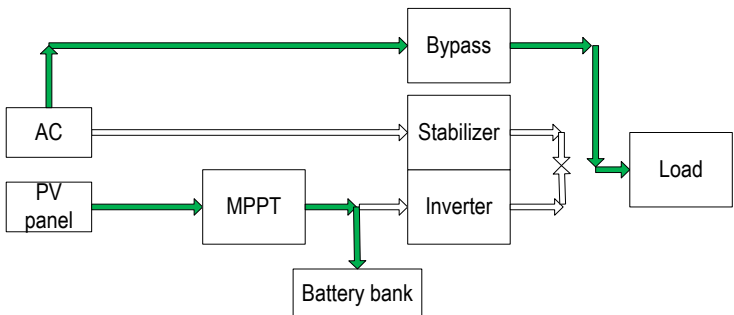 Bypass
AC
Stabilizer
Load
PV
panel
MPPT
Inverter
Battery bank